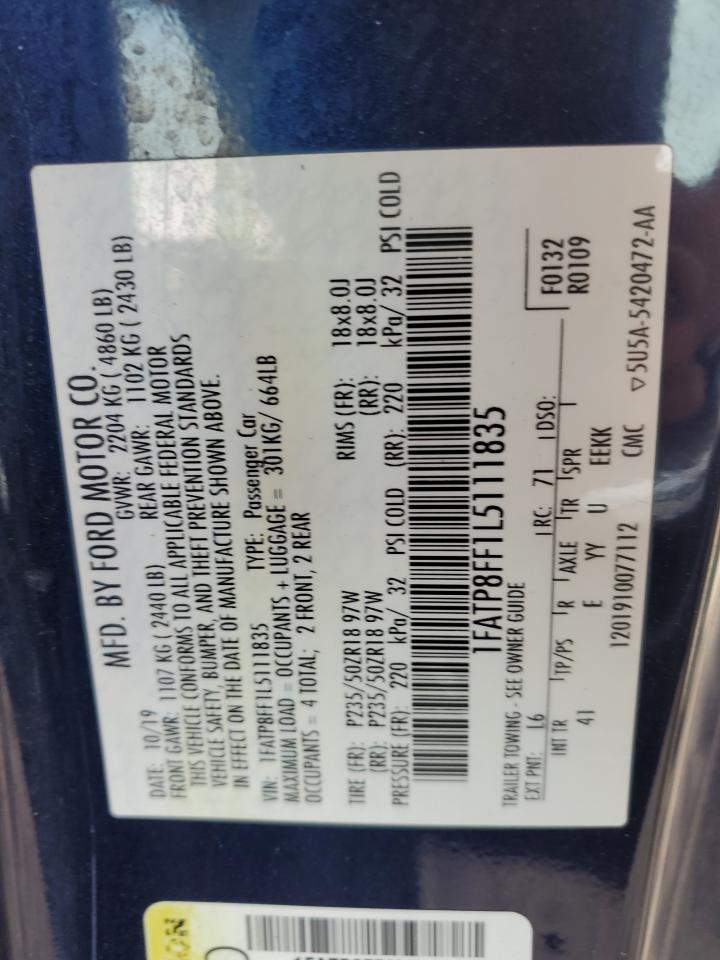 MFD. BY FORD MOTOR CO.
DATE: 10/19 GVWR: 2204 KG ( 4860 LB)
FRONT GAWR: 1107 KG ( 2440 LB) REAR GAWR: 1102 KG ( 2430 LB)
THIS VEHICLE CONFORMS TO ALL APPLICABLE FEDERAL MOTOR
VEHICLE SAFETY, BUMPER, AND THEFT PREVENTION STANDARDS
IN EFFECT ON THE DATE OF MANUFACTURE SHOWN ABOVE.
VIN: 1FATP8FF1L5111835 TYPE: Passenger Car
MAXIMUM LOAD = OCCUPANTS + LUGGAGE = 301KG/ 664LB
OCCUPANTS = 4 TOTAL; 2 FRONT, 2 REAR
TIRE (FR): P235/50ZR18 97W RIMS (FR): 18x8.0J
(RR): P235/50ZR18 97W (RR): 18x8.0J
PRESSURE (FR): 220 kPa/ 32 PSI COLD (RR): 220 kPa/ 32 PSI COLD
1FATP8FF1L5111835
TRAILER TOWING - SEE OWNER GUIDE
EXT PNT: L6 RC: 71 DSO: F0132
INT TR TP/PS R AXLE TR SPR R0109
41 E YY U EEKK
1201910077112 CMC ▽5U5A-5420472-AA